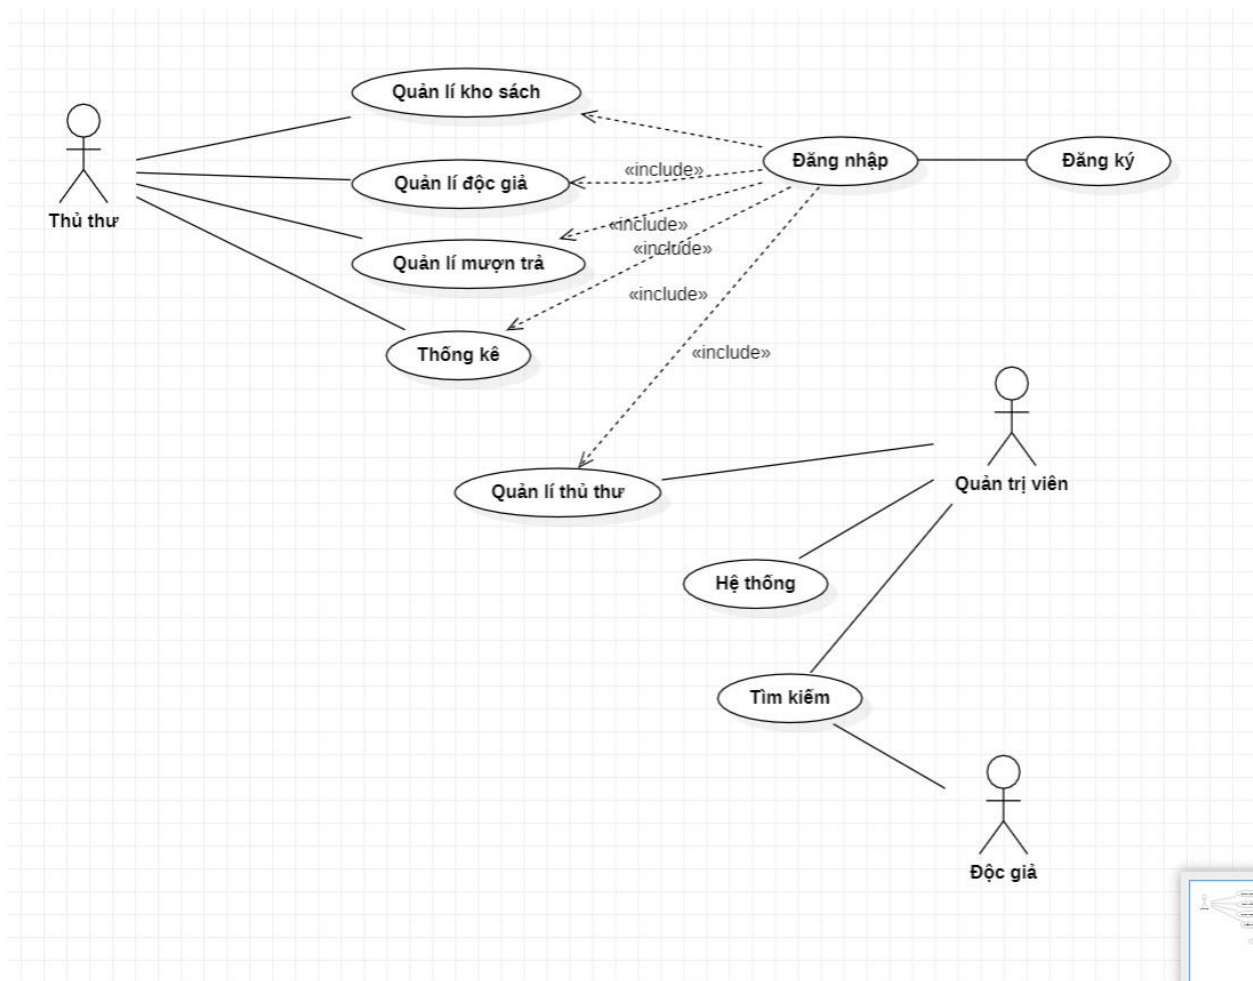 Quản lí kho sách
Đăng nhập
Đăng ký
«include»
Quản lí độc giả
Thủ thư
«include»
«include»
Quản lí mượn trả
«include»
Thống kê
«include»
Quản lí thủ thư
Quản trị viên
Hệ thống
Tìm kiếm
Độc giả